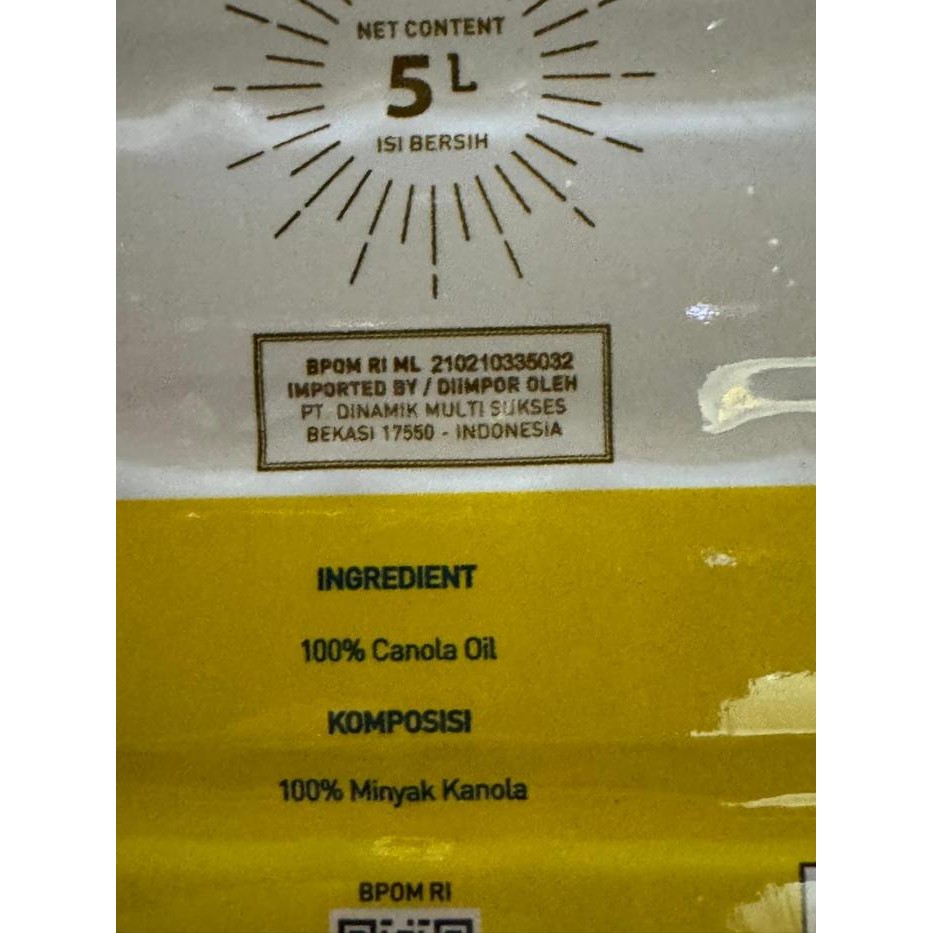 NET CONTENT
5 L
ISI BERSIH
BPOM RI ML 210210335032
IMPORTED BY / DIIMPOR OLEH
PT. DINAMIK MULTI SUKSES
BEKASI 17550 - INDONESIA
INGREDIENT
100% Canola Oil
KOMPOSISI
100% Minyak Kanola
BPOM RI